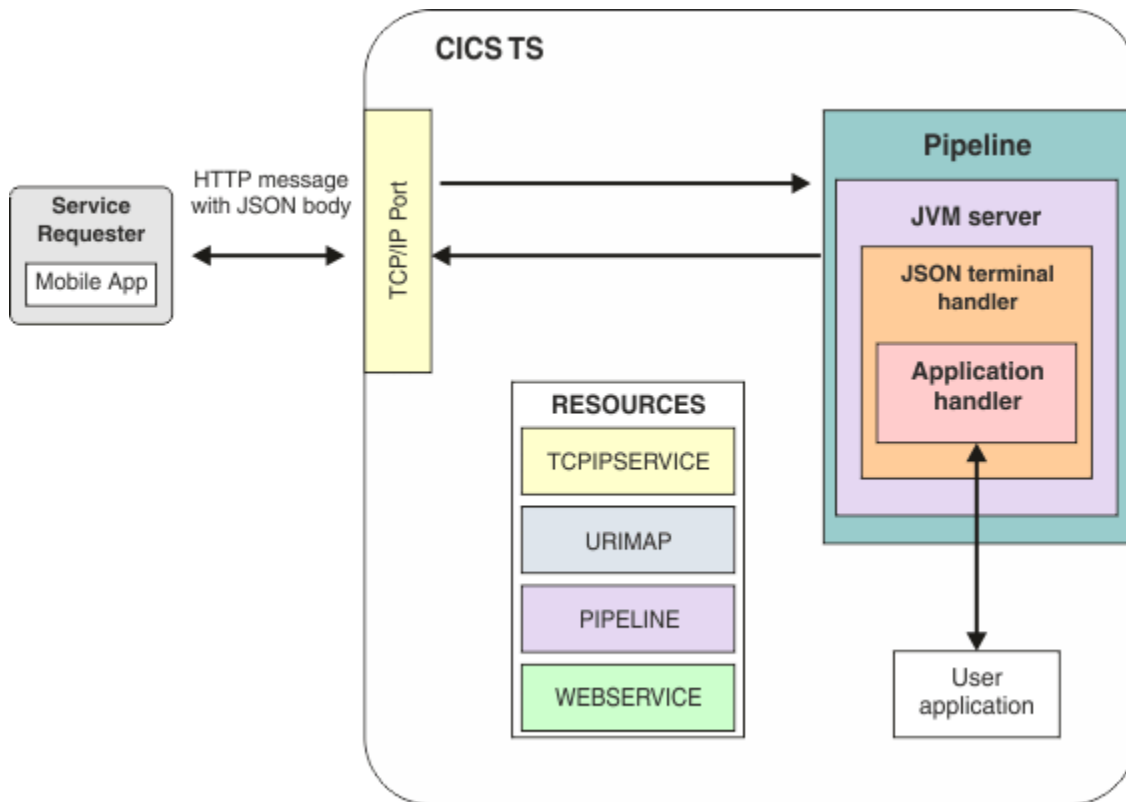 CICS TS
Service
Requester
Mobile App
HTTP message
with JSON body
TCP/IP Port
Pipeline
JVM server
JSON terminal
handler
Application
handler
RESOURCES
TCPIPSERVICE
URIMAP
PIPELINE
WEBSERVICE
User
application